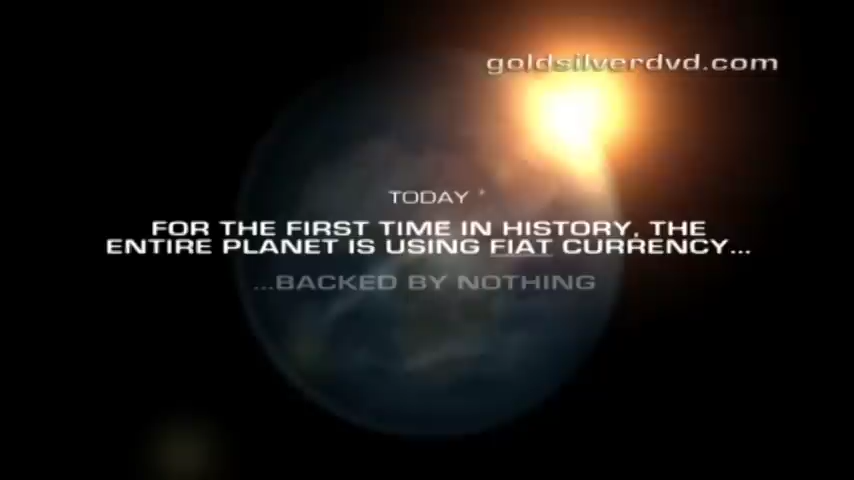 goldsilverdvd.com
TODAY *
FOR THE FIRST TIME IN HISTORY, THE
ENTIRE PLANET IS USING FIAT CURRENCY...
...BACKED BY NOTHING